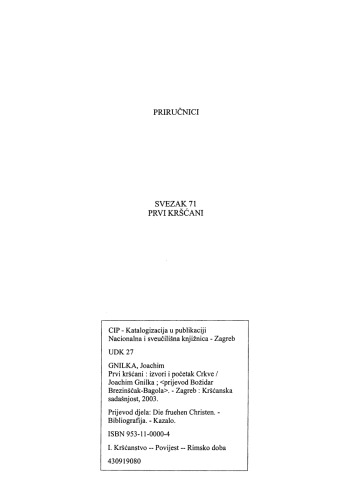 PRIRUČNICI
SVEZAK 71
PRVI KRŠĆANI
CIP - Katalogizacija u publikaciji
Nacionalna i sveučilišna knjižnica - Zagreb
UDK 27
GNILKA, Joachim
Prvi kršćani : izvori i početak Crkve /
Joachim Gnilka ; <prijevod Božidar
Brezinšćak-Bagola>. - Zagreb : Kršćanska
sadašnjost, 2003.
Prijevod djela: Die fruehen Christen. -
Bibliografija. - Kazalo.
ISBN 953-11-0000-4
I. Kršćanstvo -- Povijest -- Rimsko doba
430919080